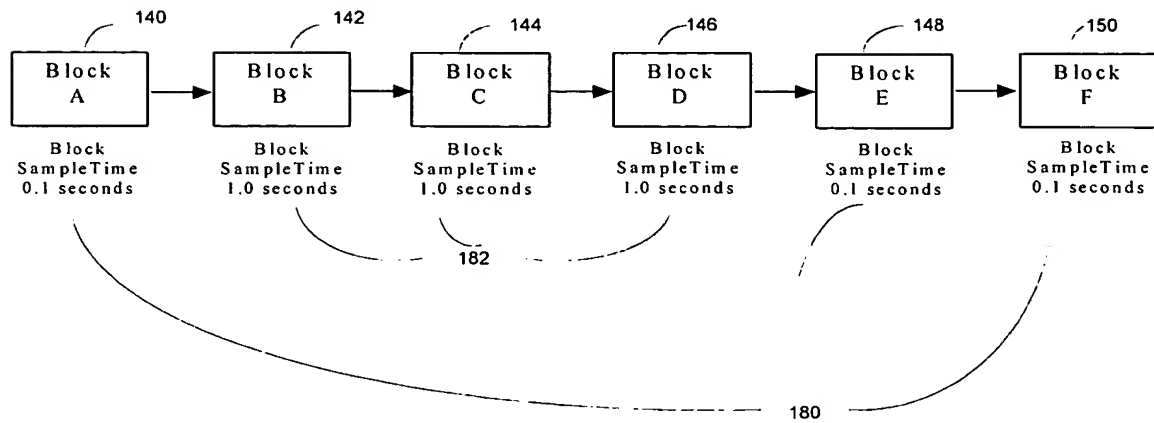 140
142
144
146
148
150
Block
A
Block
B
Block
C
Block
D
Block
E
Block
F
Block
SampleTime
0.1 seconds
Block
SampleTime
1.0 seconds
Block
SampleTime
1.0 seconds
Block
SampleTime
1.0 seconds
Block
SampleTime
0.1 seconds
Block
SampleTime
0.1 seconds
182
180